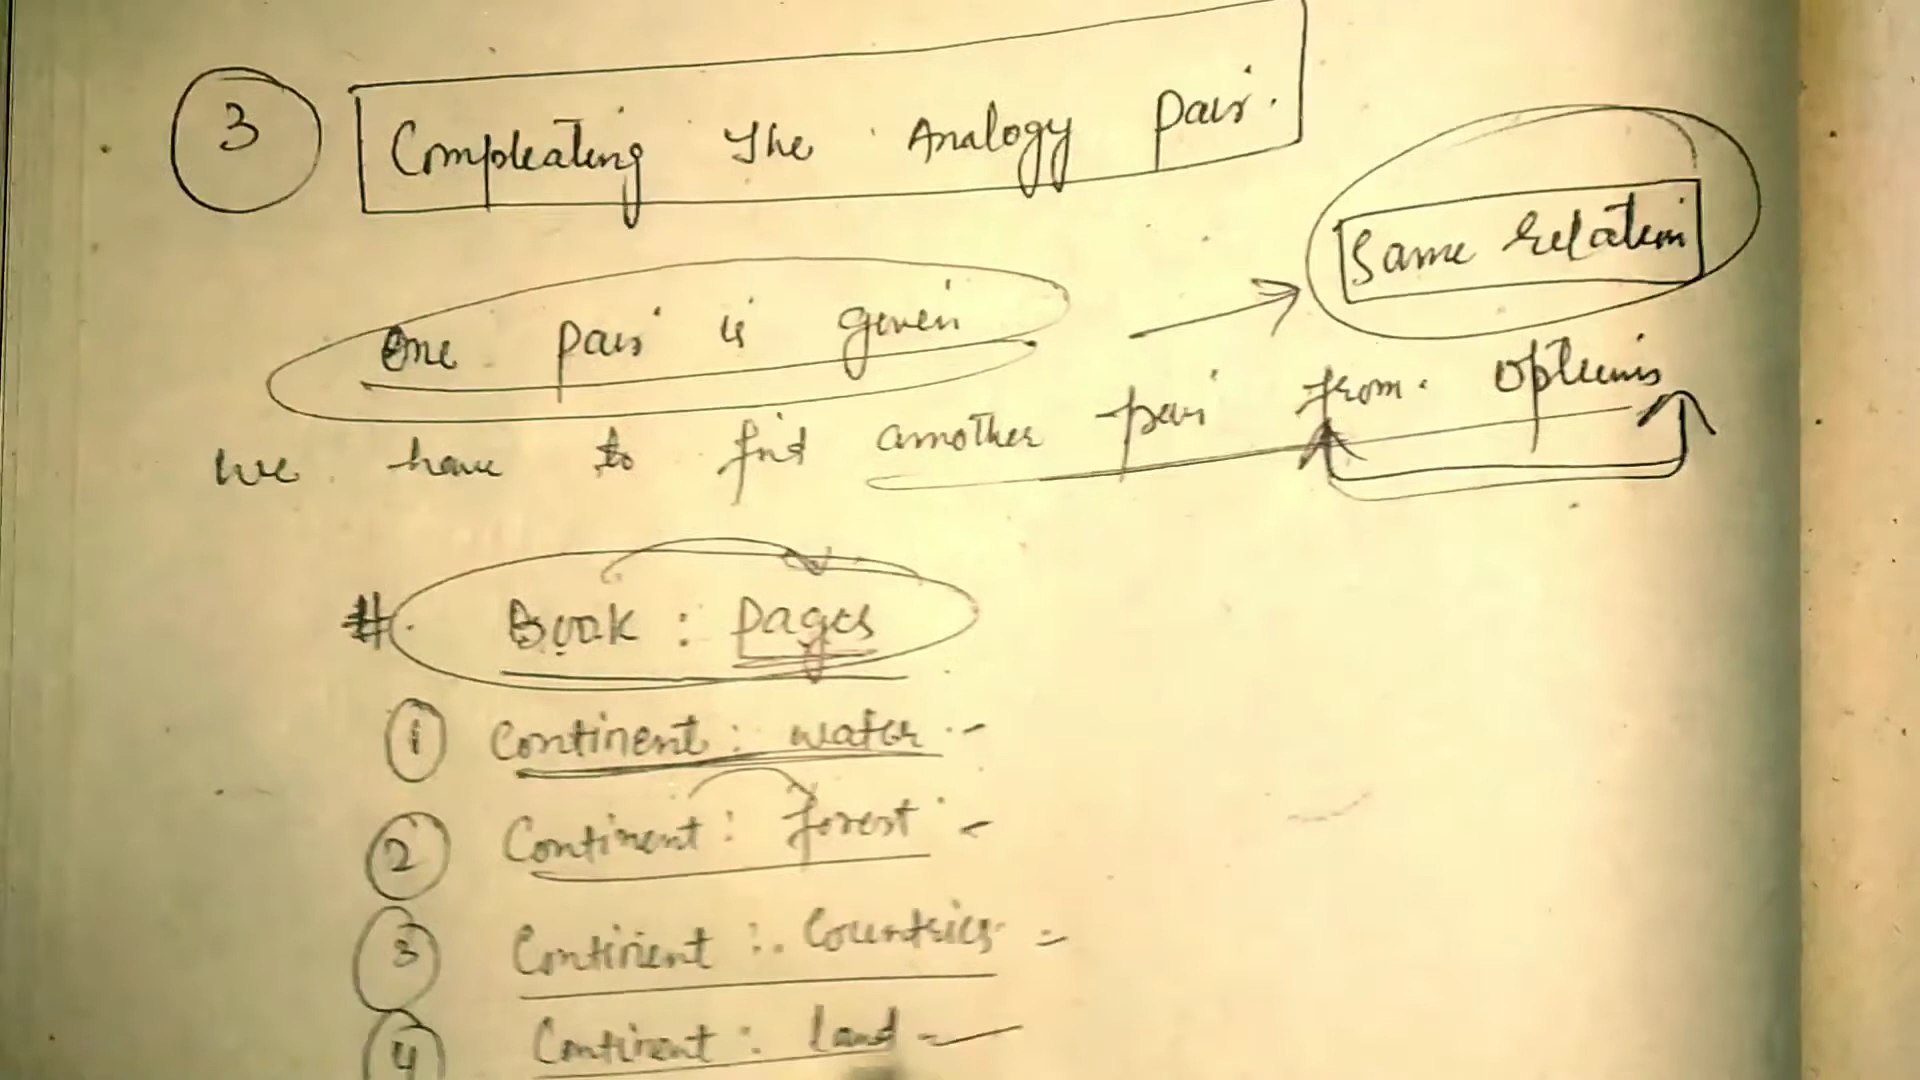 3 Compleating The Analogy Pair.
Same relation
One pair is given
we have to find another pair from options
# Book : Pages
1 Continent : water
2 Continent : forest
3 Continent : Countries
4 Continent : land